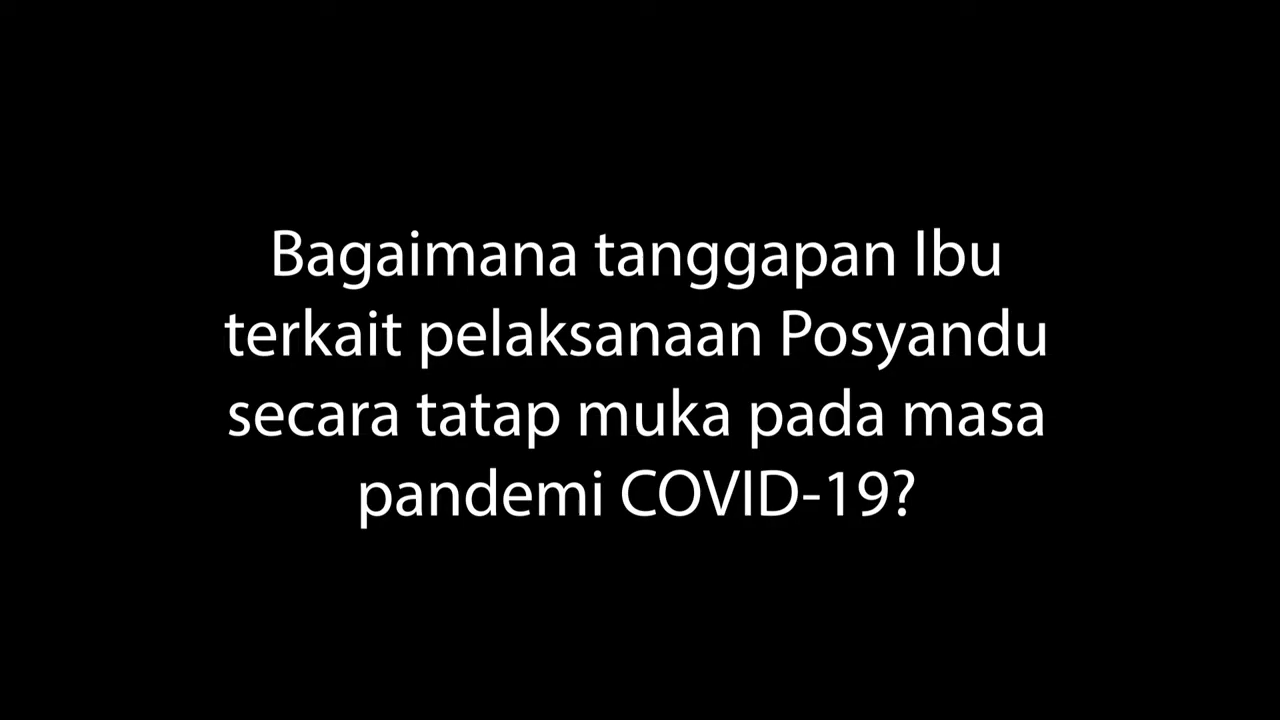 Bagaimana tanggapan Ibu
terkait pelaksanaan Posyandu
secara tatap muka pada masa
pandemi COVID-19?